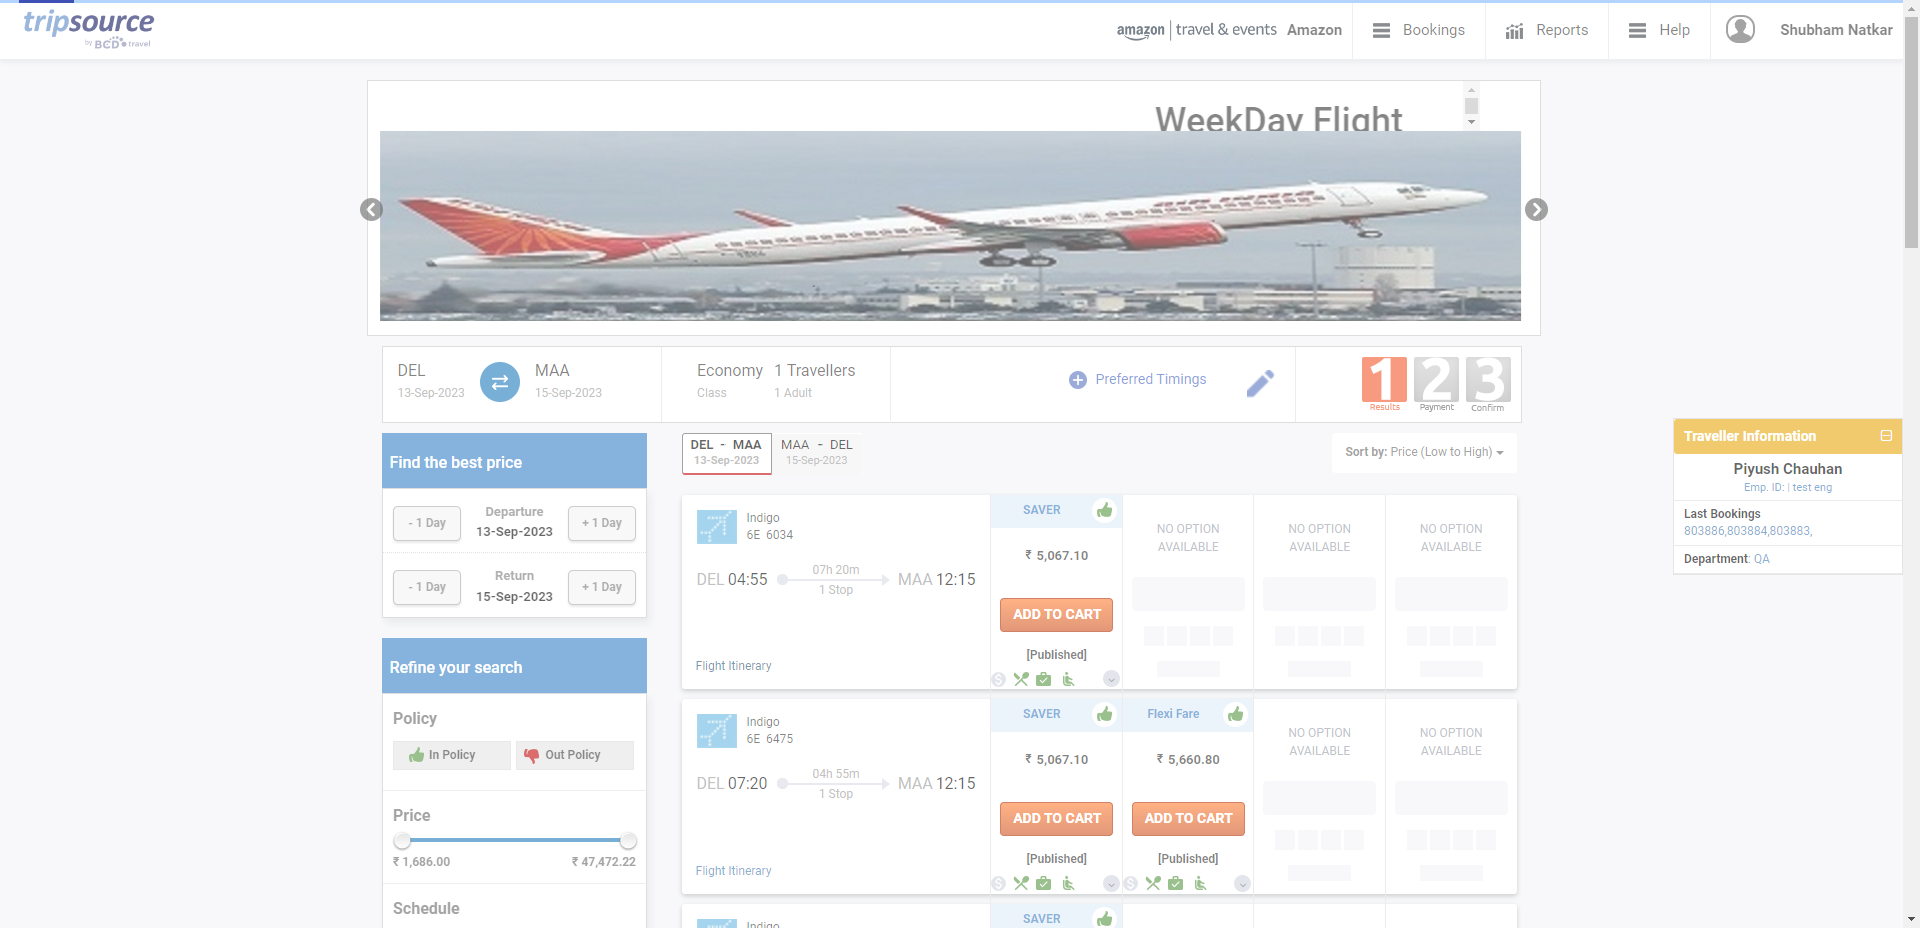 tripsource
by BCD travel
amazon | travel & events Amazon
Bookings
Reports
Help
Shubham Natkar
WeekDay Flight
DEL
13-Sep-2023
MAA
15-Sep-2023
Economy
Class
1 Travellers
1 Adult
Preferred Timings
1 2 3
Results Payment Confirm
Find the best price
- 1 Day
Departure
13-Sep-2023
+ 1 Day
- 1 Day
Return
15-Sep-2023
+ 1 Day
Refine your search
Policy
In Policy
Out Policy
Price
₹ 1,686.00
₹ 47,472.22
Schedule
DEL - MAA
13-Sep-2023
MAA - DEL
15-Sep-2023
Sort by: Price (Low to High)
Indigo
6E 6034
DEL 04:55
07h 20m
1 Stop
MAA 12:15
Flight Itinerary
SAVER
₹ 5,067.10
ADD TO CART
[Published]
NO OPTION
AVAILABLE
NO OPTION
AVAILABLE
NO OPTION
AVAILABLE
Indigo
6E 6475
DEL 07:20
04h 55m
1 Stop
MAA 12:15
Flight Itinerary
SAVER
₹ 5,067.10
ADD TO CART
[Published]
Flexi Fare
₹ 5,660.80
ADD TO CART
[Published]
NO OPTION
AVAILABLE
NO OPTION
AVAILABLE
Indigo
SAVER
Traveller Information
Piyush Chauhan
Emp. ID: | test eng
Last Bookings
803886,803884,803883,
Department: QA